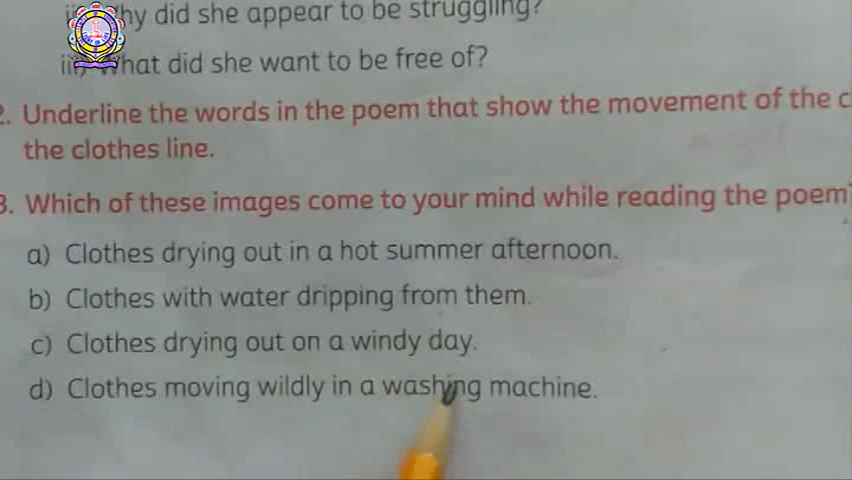 hy did she appear to be struggling?
iii) What did she want to be free of?
2. Underline the words in the poem that show the movement of the c
the clothes line.
3. Which of these images come to your mind while reading the poem?
a) Clothes drying out in a hot summer afternoon.
b) Clothes with water dripping from them.
c) Clothes drying out on a windy day.
d) Clothes moving wildly in a washing machine.